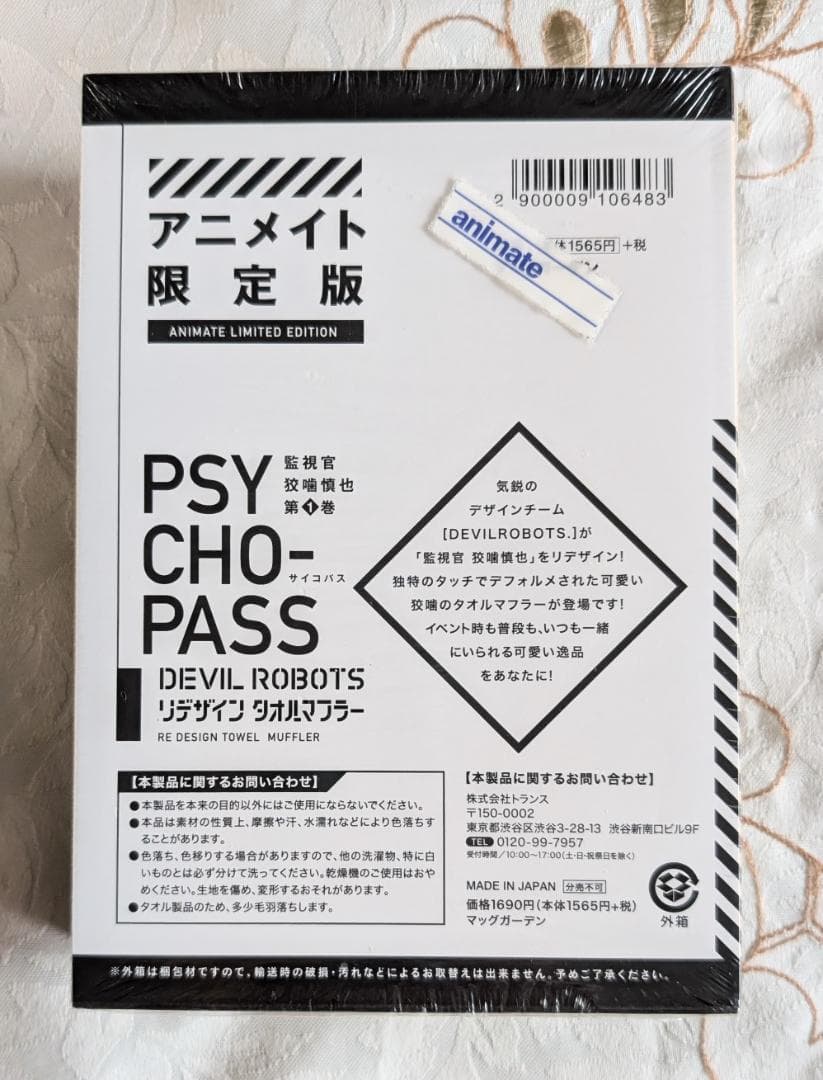 アニメイト
限定版
ANIMATE LIMITED EDITION
2 900009 106483
体1565円 +税
animate
PSY
CHO-
PASS
監視官
狡噛慎也
第1巻
サイコパス
DEVIL ROBOTS
リデザイン タオルマフラー
RE DESIGN TOWEL MUFFLER
気鋭の
デザインチーム
[DEVILROBOTS.]が
「監視官 狡噛慎也」をリデザイン!
独特のタッチでデフォルメされた可愛い
狡噛のタオルマフラーが登場です!
イベント時も普段も、いつも一緒
にいられる可愛い逸品
をあなたに!
【本製品に関するお問い合わせ】
●本製品を本来の目的以外にはご使用にならないでください。
●本品は素材の性質上、摩擦や汗、水濡れなどにより色落ちす
ることがあります。
●色落ち、色移りする場合がありますので、他の洗濯物、特に白
いものとは必ず分けて洗ってください。乾燥機のご使用はおや
めください。生地を傷め、変形するおそれがあります。
●タオル製品のため、多少毛羽落ちします。
【本製品に関するお問い合わせ】
株式会社トランス
〒150-0002
東京都渋谷区渋谷3-28-13 渋谷新南口ビル9F
TEL 0120-99-7957
受付時間/10:00〜17:00(土・日・祝祭日を除く)
MADE IN JAPAN 分売不可
価格1690円(本体1565円+税)
マッグガーデン
外箱
※外箱は梱包材ですので、輸送時の破損・汚れなどによるお取替えは出来ません。予めご了承ください。